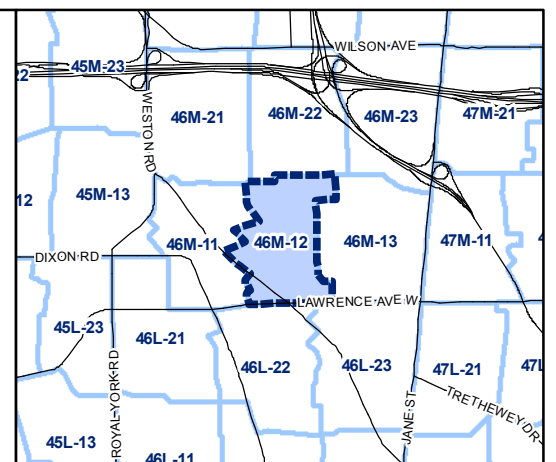 WILSON AVE
22
45M-23
46M-21
46M-22
46M-23
47M-21
WESTON RD
12
45M-13
46M-11
46M-12
46M-13
47M-11
4
DIXON RD
LAWRENCE AVE W
45L-23
46L-21
46L-22
46L-23
47L-21
47L
ROYAL YORK RD
JANE ST
TRETHEWEY DR
45L-13
46L-11